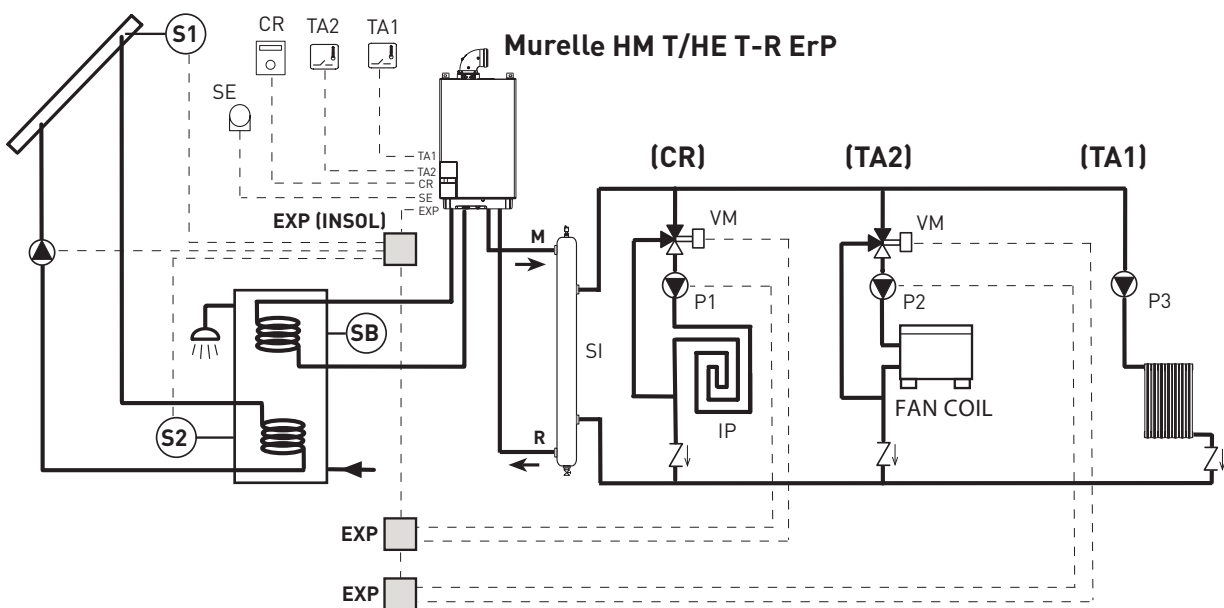 S1
CR
TA2
TA1
Murelle HM T/HE T-R ErP
SE
TA1
TA2
CR
SE
EXP
(CR)
(TA2)
(TA1)
EXP (INSOL)
M
VM
VM
P1
P2
P3
SB
SI
S2
R
IP
FAN COIL
EXP
EXP